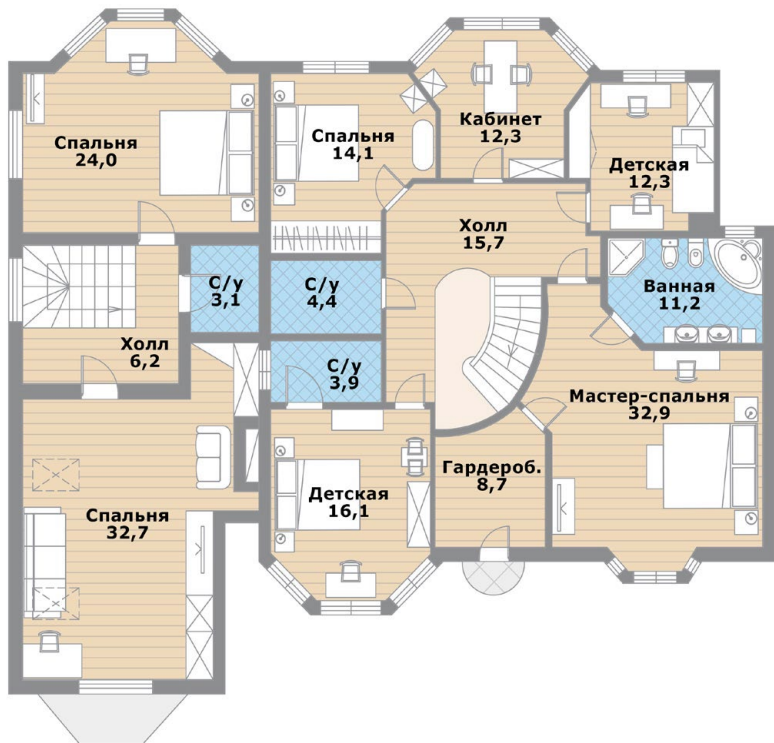 Спальня
24,0
Спальня
14,1
Кабинет
12,3
Детская
12,3
Холл
15,7
С/у
3,1
С/у
4,4
Ванная
11,2
Холл
6,2
С/у
3,9
Мастер-спальня
32,9
Гардероб.
8,7
Детская
16,1
Спальня
32,7